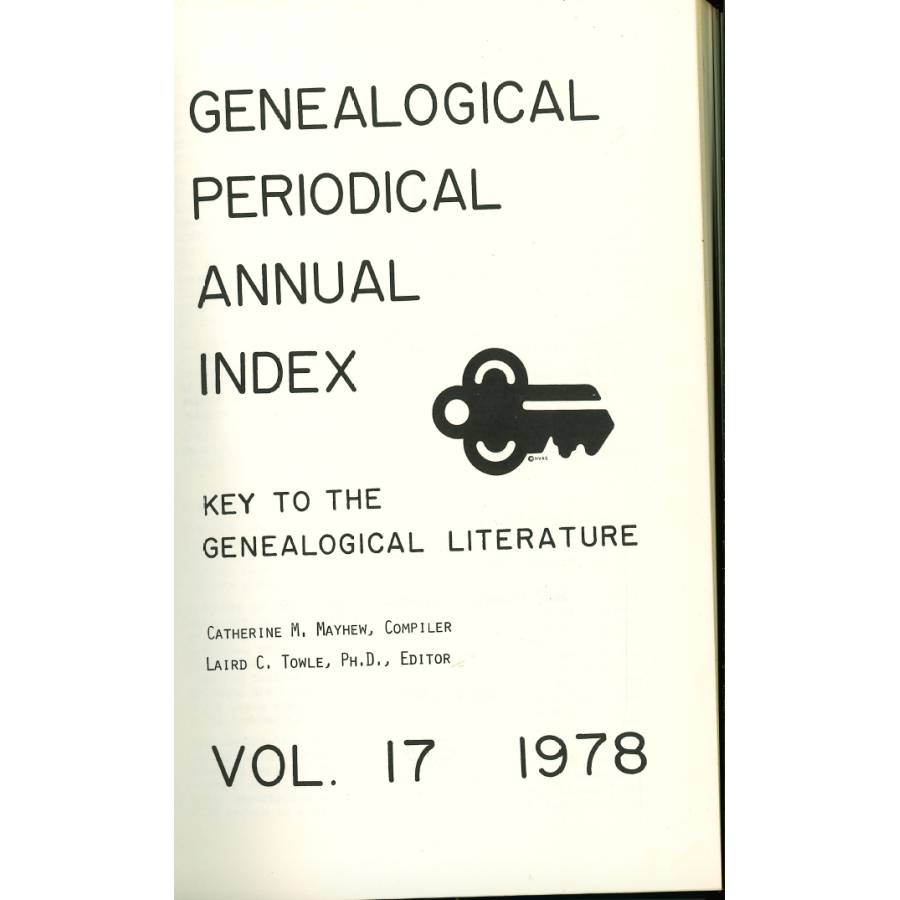 GENEALOGICAL
PERIODICAL
ANNUAL
INDEX
©HVAS
KEY TO THE
GENEALOGICAL LITERATURE
CATHERINE M. MAYHEW, COMPILER
LAIRD C. TOWLE, PH.D., EDITOR
VOL. 17 1978